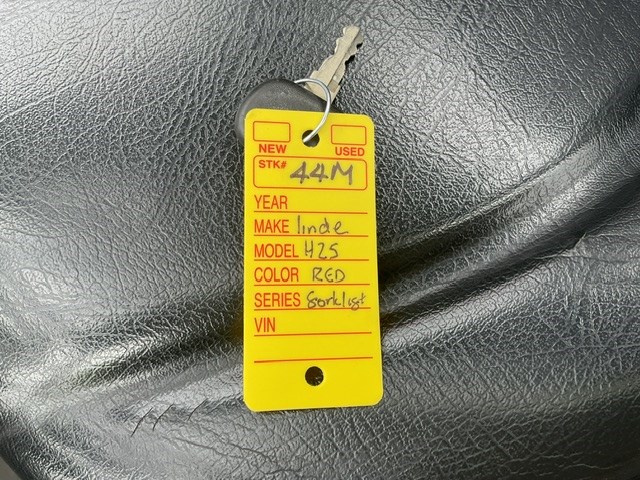 NEW USED
STK# 44M
YEAR
MAKE linde
MODEL H25
COLOR RED
SERIES forklift
VIN